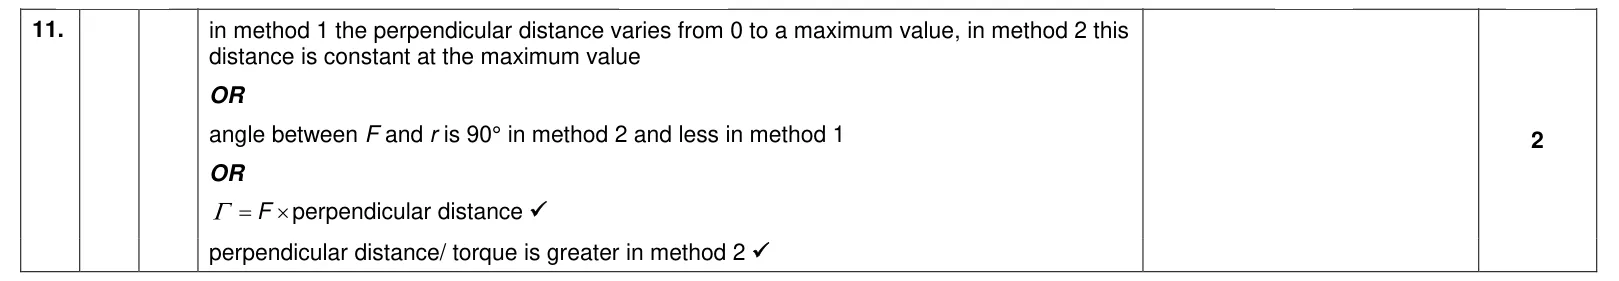 11.
in method 1 the perpendicular distance varies from 0 to a maximum value, in method 2 this
distance is constant at the maximum value
OR
angle between F and r is 90° in method 2 and less in method 1
OR
Γ = F × perpendicular distance ✓
perpendicular distance/ torque is greater in method 2 ✓
2